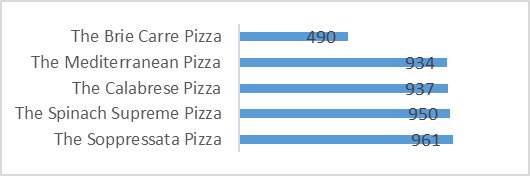 The Brie Carre Pizza 490
The Mediterranean Pizza 934
The Calabrese Pizza 937
The Spinach Supreme Pizza 950
The Soppressata Pizza 961